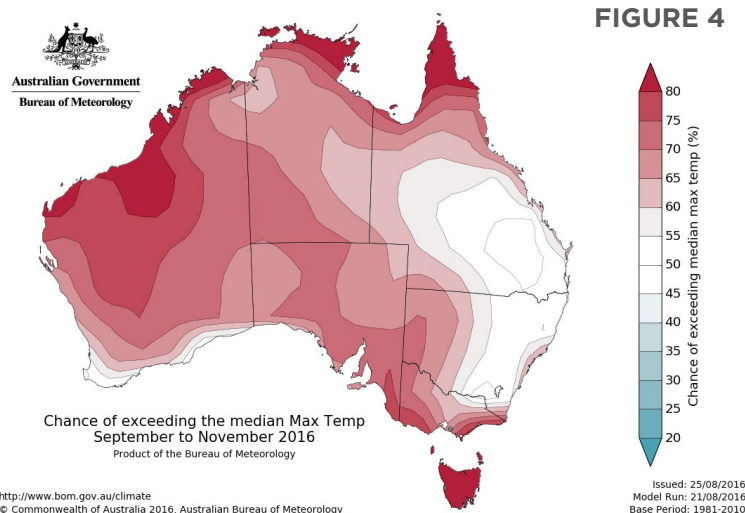 FIGURE 4
Australian Government
Bureau of Meteorology
80
75
70
65
60
55
50
45
40
35
30
25
20
Chance of exceeding median max temp (%)
Chance of exceeding the median Max Temp
September to November 2016
Product of the Bureau of Meteorology
http://www.bom.gov.au/climate
© Commonwealth of Australia 2016, Australian Bureau of Meteorology
Issued: 25/08/2016
Model Run: 21/08/2016
Base Period: 1981-2010